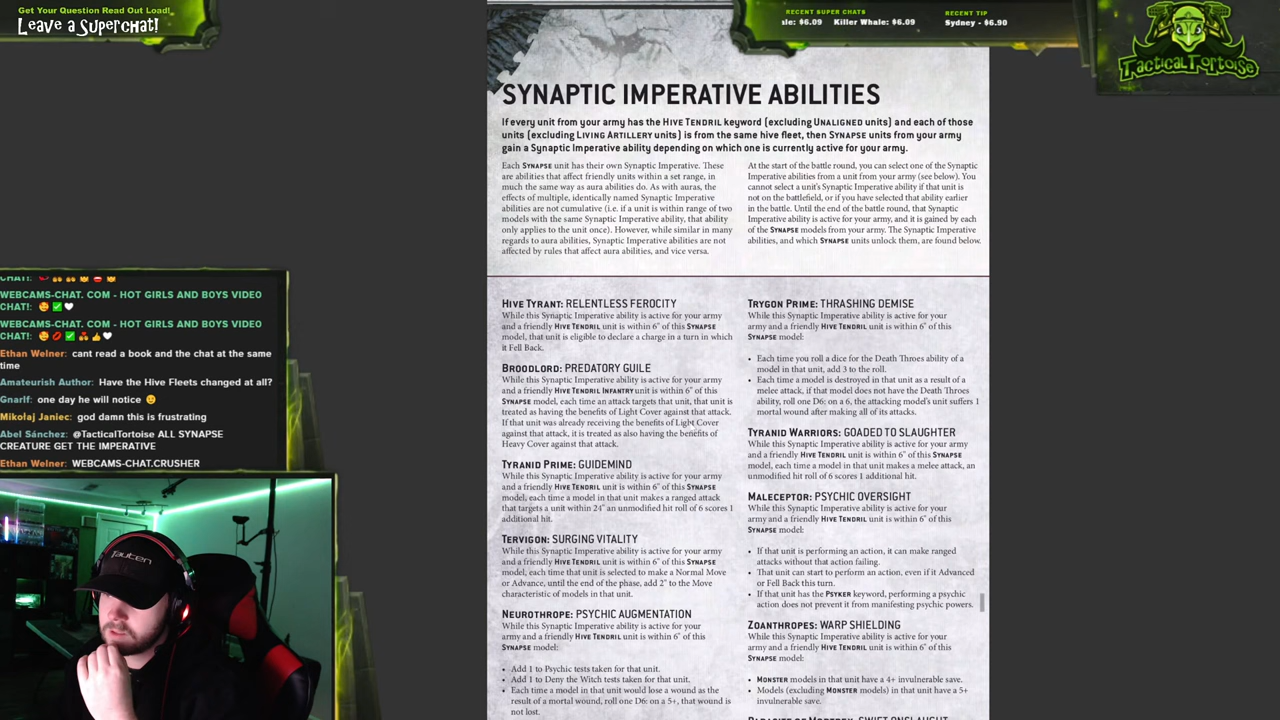 Get Your Question Read Out Load!
Leave a Superchat!
RECENT SUPER CHATS
ale: $6.09 Killer Whale: $6.09
RECENT TIP
Sydney - $6.90
TacticalTortoise
SYNAPTIC IMPERATIVE ABILITIES
If every unit from your army has the HIVE TENDRIL keyword (excluding UNALIGNED units) and each of those
units (excluding LIVING ARTILLERY units) is from the same hive fleet, then SYNAPSE units from your army
gain a Synaptic Imperative ability depending on which one is currently active for your army.
Each SYNAPSE unit has their own Synaptic Imperative. These
are abilities that affect friendly units within a set range, in
much the same way as aura abilities do. As with auras, the
effects of multiple, identically named Synaptic Imperative
abilities are not cumulative (i.e. if a unit is within range of two
models with the same Synaptic Imperative ability, that ability
only applies to the unit once). However, while similar in many
regards to aura abilities, Synaptic Imperative abilities are not
affected by rules that affect aura abilities, and vice versa.
At the start of the battle round, you can select one of the Synaptic
Imperative abilities from a unit from your army (see below). You
cannot select a unit's Synaptic Imperative ability if that unit is
not on the battlefield, or if you have selected that ability earlier
in the battle. Until the end of the battle round, that Synaptic
Imperative ability is active for your army, and it is gained by each
of the SYNAPSE models from your army. The Synaptic Imperative
abilities, and which SYNAPSE units unlock them, are found below.
HIVE TYRANT: RELENTLESS FEROCITY
While this Synaptic Imperative ability is active for your army
and a friendly HIVE TENDRIL unit is within 6" of this SYNAPSE
model, that unit is eligible to declare a charge in a turn in which
it Fell Back.
BROODLORD: PREDATORY GUILE
While this Synaptic Imperative ability is active for your army
and a friendly HIVE TENDRIL INFANTRY unit is within 6" of this
SYNAPSE model, each time an attack targets that unit, that unit is
treated as having the benefits of Light Cover against that attack.
If that unit was already receiving the benefits of Light Cover
against that attack, it is treated as also having the benefits of
Heavy Cover against that attack.
TYRANID PRIME: GUIDEMIND
While this Synaptic Imperative ability is active for your army
and a friendly HIVE TENDRIL unit is within 6" of this SYNAPSE
model, each time a model in that unit makes a ranged attack
that targets a unit within 24" an unmodified hit roll of 6 scores 1
additional hit.
TERVIGON: SURGING VITALITY
While this Synaptic Imperative ability is active for your army
and a friendly HIVE TENDRIL unit is within 6" of this SYNAPSE
model, each time that unit is selected to make a Normal Move
or Advance, until the end of the phase, add 2" to the Move
characteristic of models in that unit.
NEUROTHROPE: PSYCHIC AUGMENTATION
While this Synaptic Imperative ability is active for your
army and a friendly HIVE TENDRIL unit is within 6" of this
SYNAPSE model:
• Add 1 to Psychic tests taken for that unit.
• Add 1 to Deny the Witch tests taken for that unit.
• Each time a model in that unit would lose a wound as the
result of a mortal wound, roll one D6: on a 5+, that wound is
not lost.
TRYGON PRIME: THRASHING DEMISE
While this Synaptic Imperative ability is active for your
army and a friendly HIVE TENDRIL unit is within 6" of this
SYNAPSE model:
• Each time you roll a dice for the Death Throes ability of a
model in that unit, add 3 to the roll.
• Each time a model is destroyed in that unit as a result of a
melee attack, if that model does not have the Death Throes
ability, roll one D6: on a 6, the attacking model's unit suffers 1
mortal wound after making all of its attacks.
TYRANID WARRIORS: GOADED TO SLAUGHTER
While this Synaptic Imperative ability is active for your army
and a friendly HIVE TENDRIL unit is within 6" of this SYNAPSE
model, each time a model in that unit makes a melee attack, an
unmodified hit roll of 6 scores 1 additional hit.
MALECEPTOR: PSYCHIC OVERSIGHT
While this Synaptic Imperative ability is active for your
army and a friendly HIVE TENDRIL unit is within 6" of this
SYNAPSE model:
• If that unit is performing an action, it can make ranged
attacks without that action failing.
• That unit can start to perform an action, even if it Advanced
or Fell Back this turn.
• If that unit has the PSYKER keyword, performing a psychic
action does not prevent it from manifesting psychic powers.
ZOANTHROPES: WARP SHIELDING
While this Synaptic Imperative ability is active for your
army and a friendly HIVE TENDRIL unit is within 6" of this
SYNAPSE model:
• MONSTER models in that unit have a 4+ invulnerable save.
• Models (excluding MONSTER models) in that unit have a 5+
invulnerable save.
CHAT!:
WEBCAMS-CHAT. COM - HOT GIRLS AND B0YS VIDE0
CHAT!:
WEBCAMS-CHAT. COM - HOT GIRLS AND B0YS VIDE0
CHAT!:
Ethan Welner: cant read a book and the chat at the same
time
Amateurish Author: Have the Hive Fleets changed at all?
Gnarlf: one day he will notice
Mikolaj Janiec: god damn this is frustrating
Abel Sánchez: @TacticalTortoise ALL SYNAPSE
CREATURE GET THE IMPERATIVE
Ethan Welner: WEBCAMS-CHAT.CRUSHER
Jauten